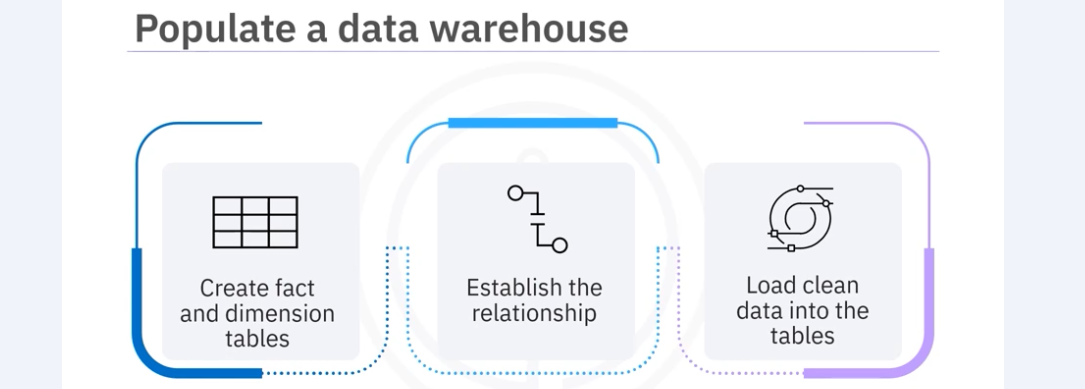 Populate a data warehouse
Create fact
and dimension
tables
Establish the
relationship
Load clean
data into the
tables